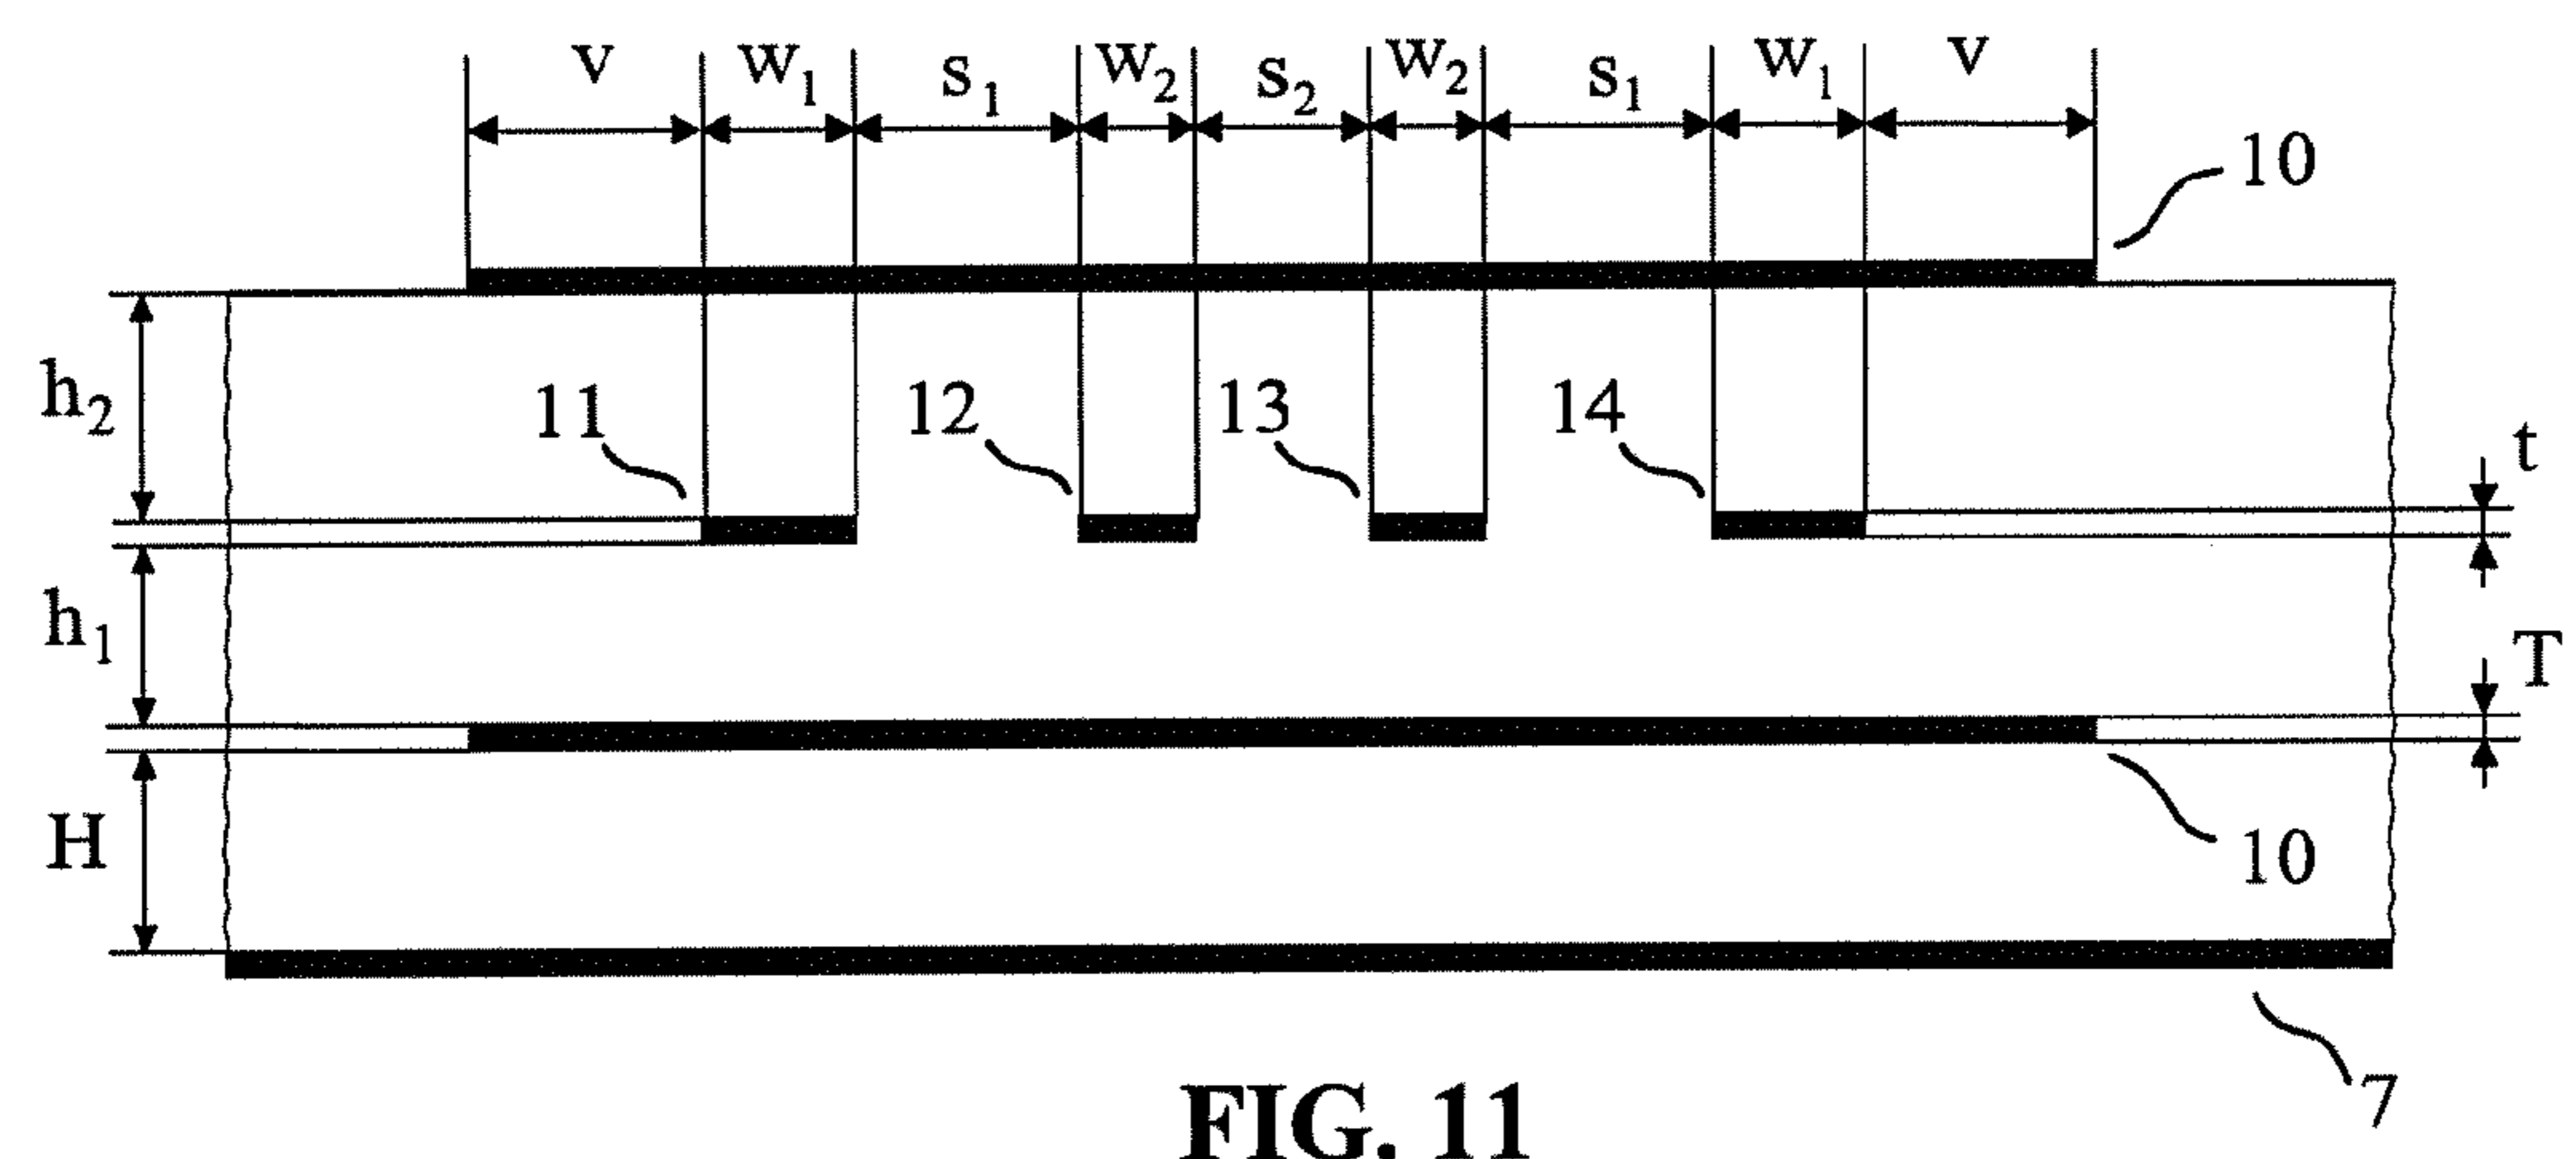 v w₁ s₁ w₂ s₂ w₂ s₁ w₁ v
10
h₂
11 12 13 14
t
h₁
T
H
10
7
FIG. 11